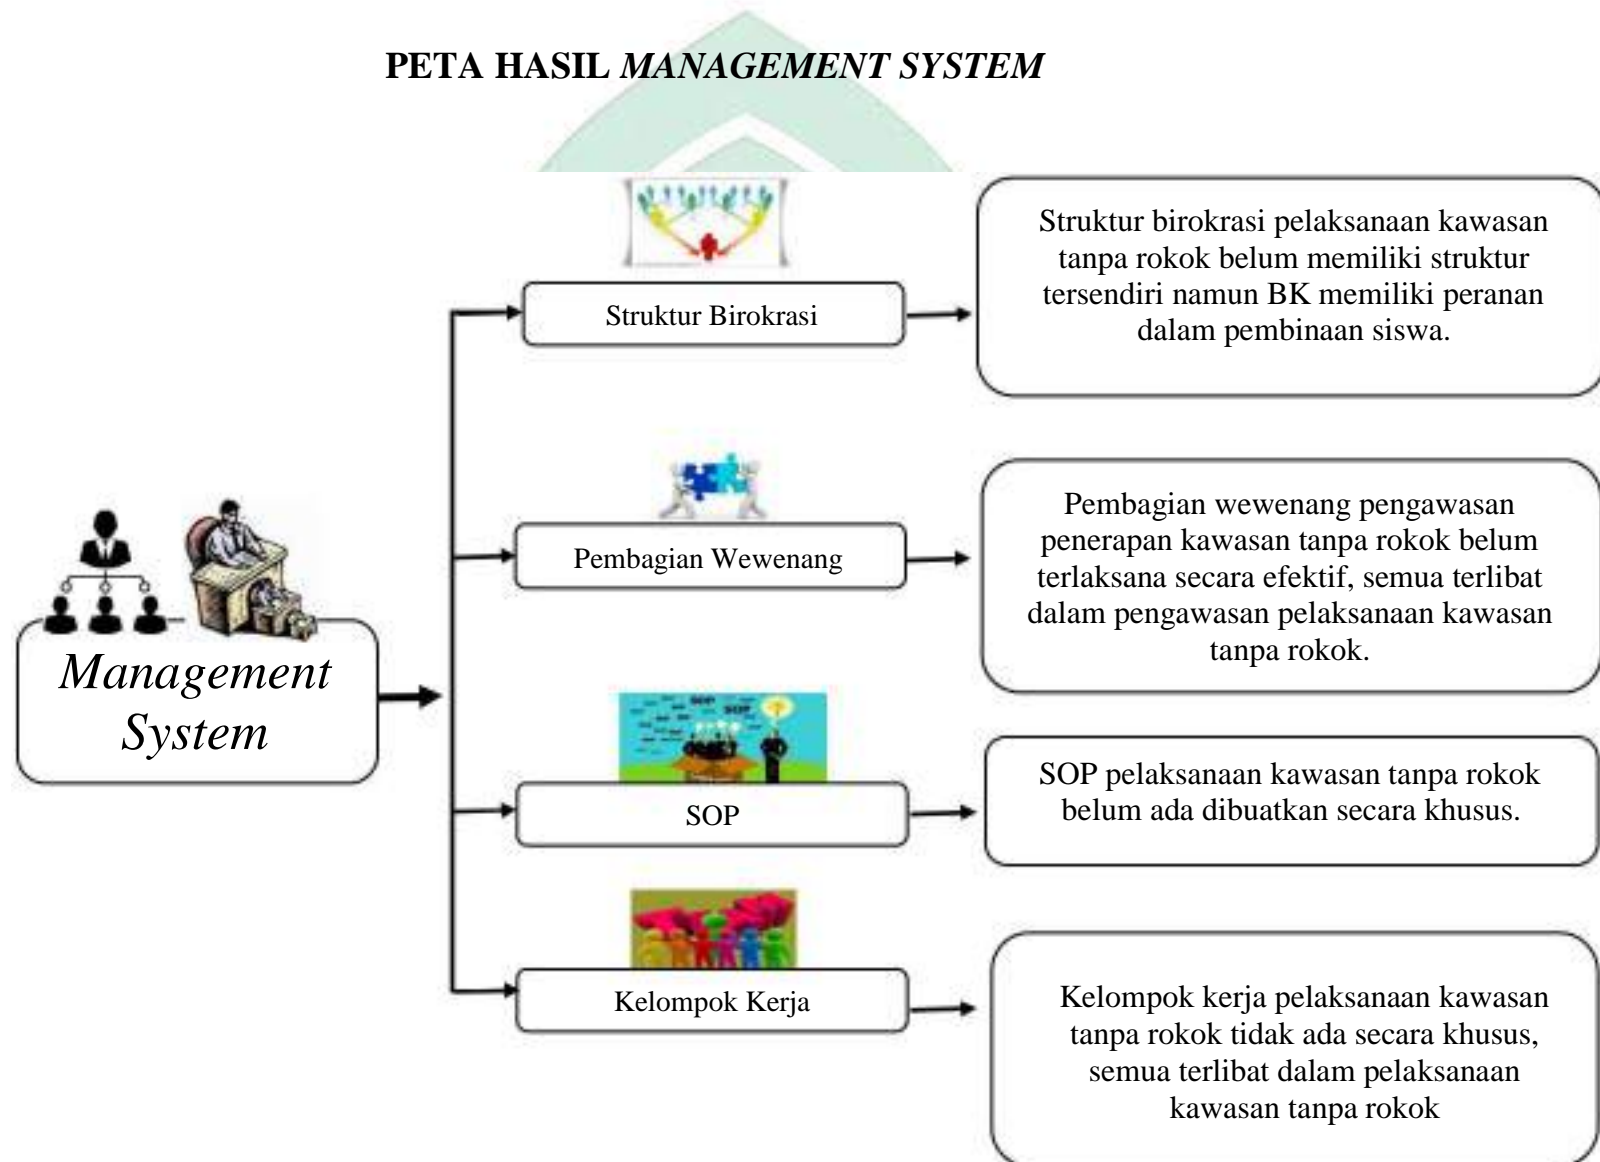 PETA HASIL MANAGEMENT SYSTEM
Struktur birokrasi pelaksanaan kawasan
tanpa rokok belum memiliki struktur
tersendiri namun BK memiliki peranan
dalam pembinaan siswa.
Struktur Birokrasi
Pembagian wewenang pengawasan
penerapan kawasan tanpa rokok belum
terlaksana secara efektif, semua terlibat
dalam pengawasan pelaksanaan kawasan
tanpa rokok.
Pembagian Wewenang
Management
System
SOP
SOP
SOP pelaksanaan kawasan tanpa rokok
belum ada dibuatkan secara khusus.
SOP
Kelompok Kerja
Kelompok kerja pelaksanaan kawasan
tanpa rokok tidak ada secara khusus,
semua terlibat dalam pelaksanaan
kawasan tanpa rokok